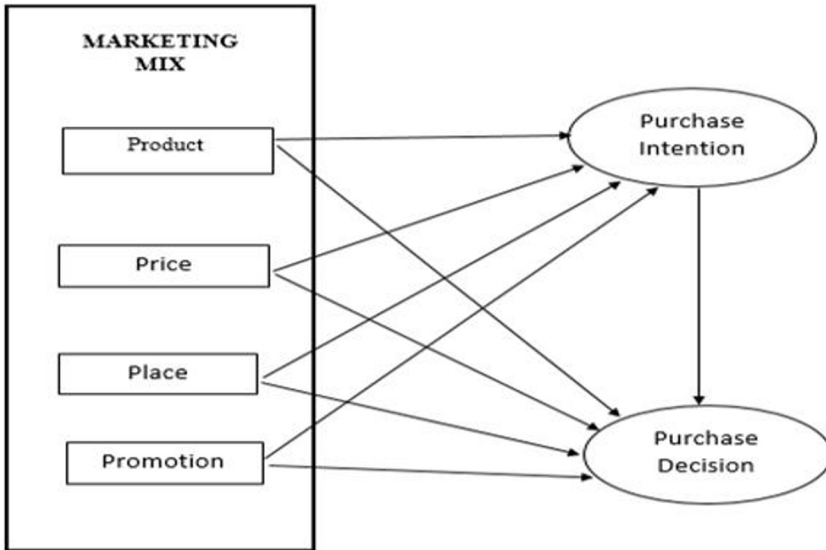 MARKETING
MIX
Product
Price
Place
Promotion
Purchase
Intention
Purchase
Decision